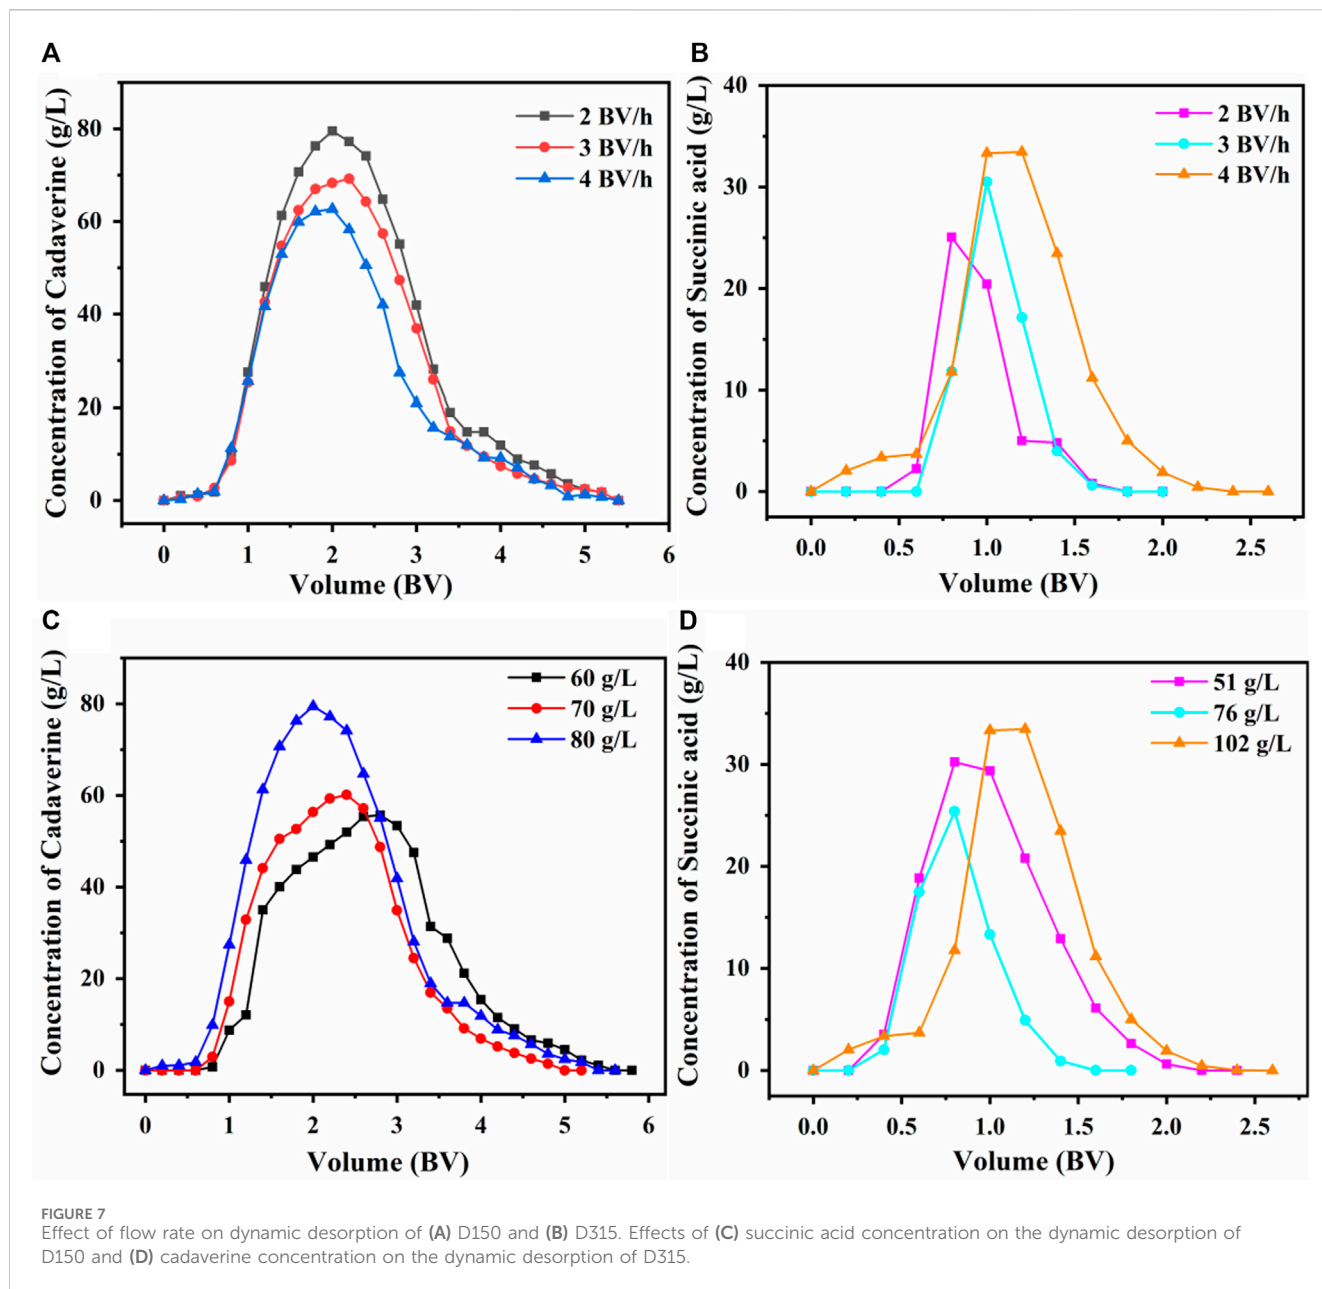 A
Concentration of Cadaverine (g/L)
80
60
40
20
0
0 1 2 3 4 5 6
Volume (BV)
2 BV/h
3 BV/h
4 BV/h
B
Concentration of Succinic acid (g/L)
40
30
20
10
0
0.0 0.5 1.0 1.5 2.0 2.5
Volume (BV)
2 BV/h
3 BV/h
4 BV/h
C
Concentration of Cadaverine (g/L)
80
60
40
20
0
0 1 2 3 4 5 6
Volume (BV)
60 g/L
70 g/L
80 g/L
D
Concentration of Succinic acid (g/L)
40
30
20
10
0
0.0 0.5 1.0 1.5 2.0 2.5
Volume (BV)
51 g/L
76 g/L
102 g/L
FIGURE 7
Effect of flow rate on dynamic desorption of (A) D150 and (B) D315. Effects of (C) succinic acid concentration on the dynamic desorption of
D150 and (D) cadaverine concentration on the dynamic desorption of D315.